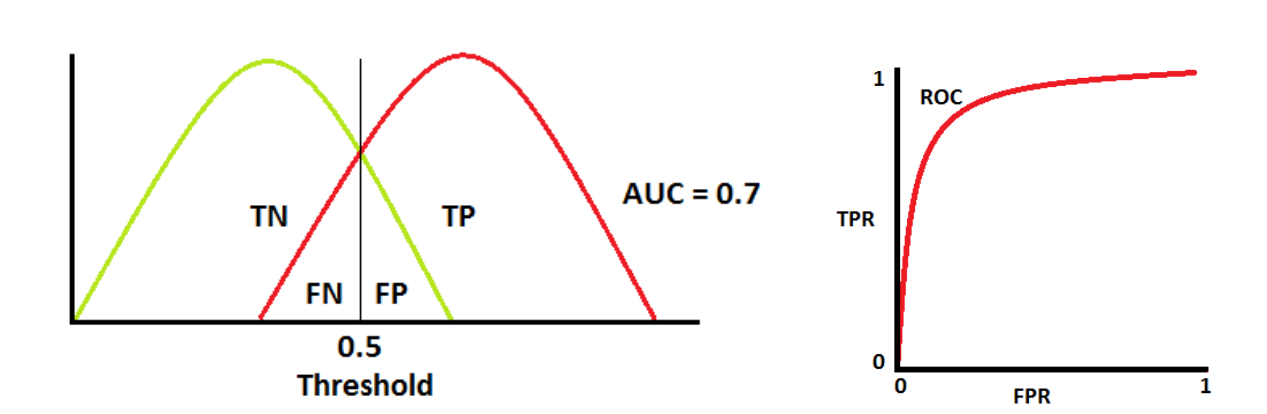 TN
TP
FN
FP
0.5
Threshold
AUC = 0.7
1
ROC
TPR
0
0
FPR
1